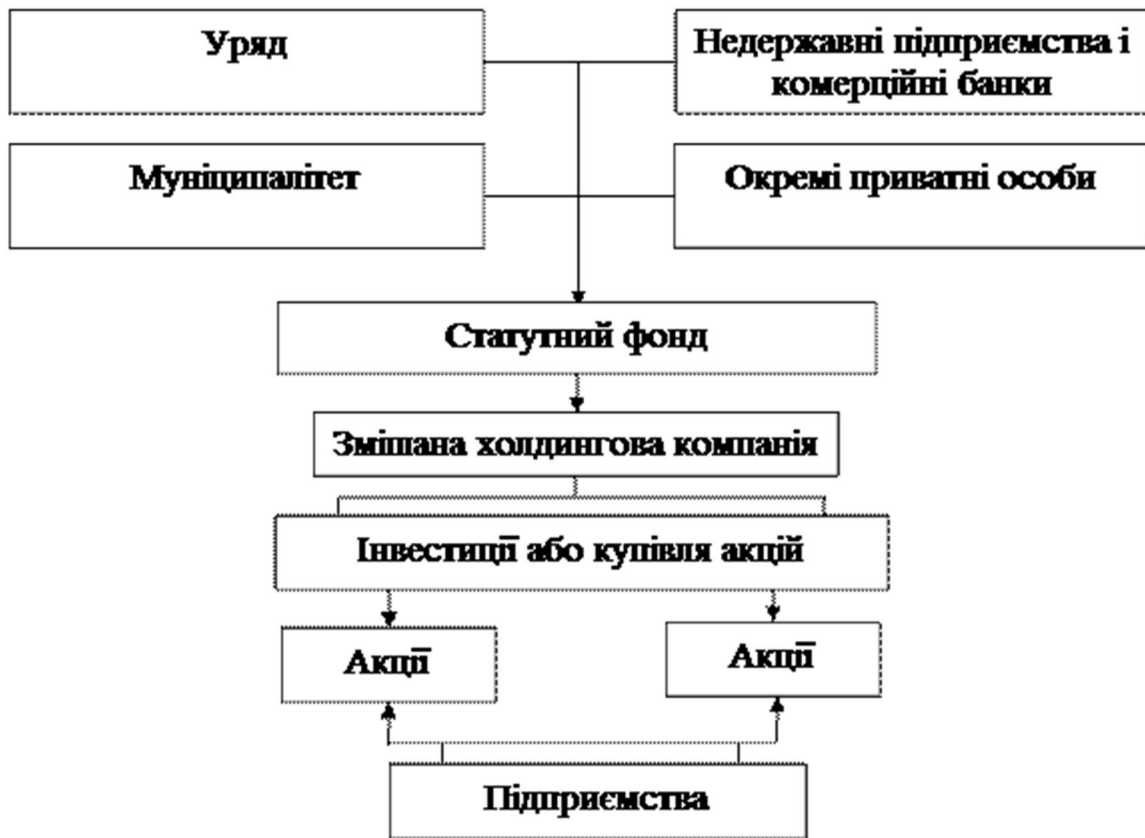 Уряд
Недержавні підприємства і
комерційні банки
Муніципалітет
Окремі приватні особи
Статутний фонд
Змішана холдингова компанія
Інвестиції або купівля акцій
Акції
Акції
Підприємства